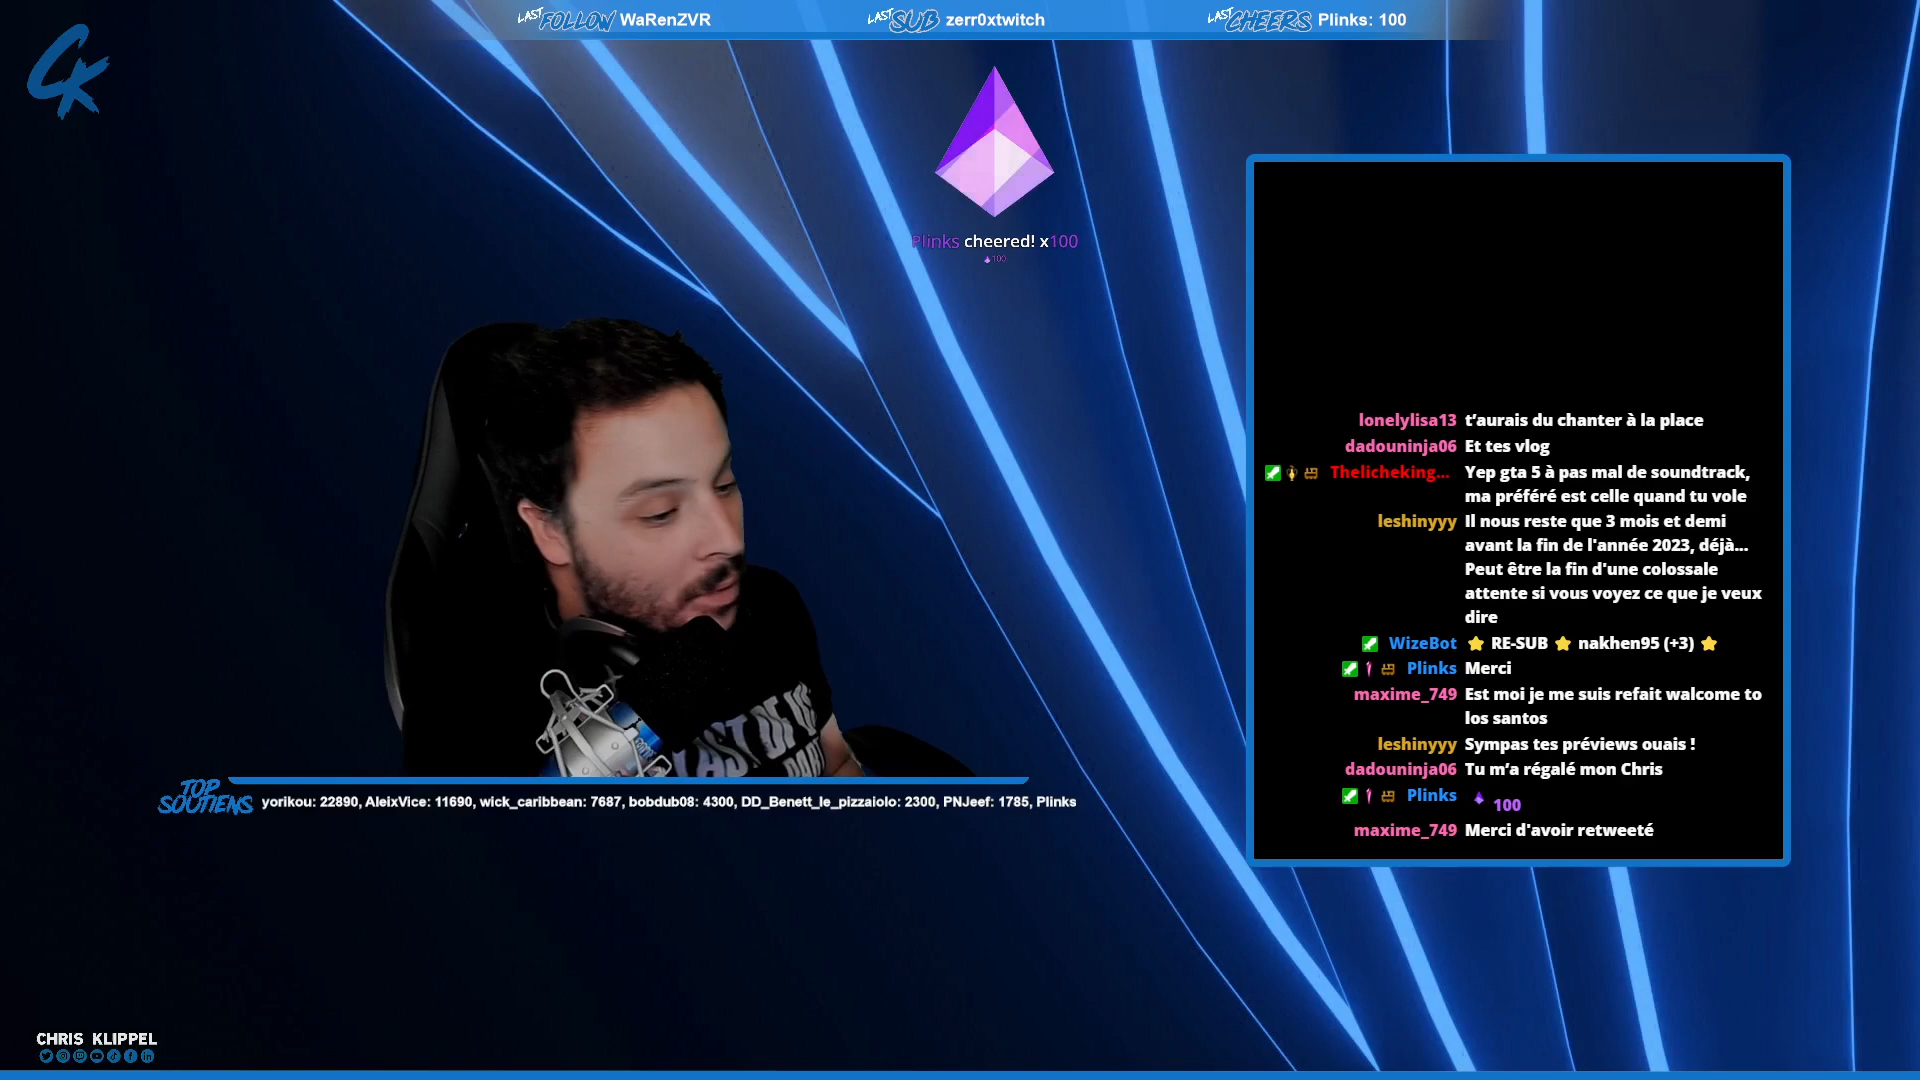 LAST FOLLOW WaRenZVR
LAST SUB zerr0xtwitch
LAST CHEERS Plinks: 100
CK
Plinks cheered! x100
100
lonelylisa13 t’aurais du chanter à la place
dadouninja06 Et tes vlog
Thelicheking... Yep gta 5 à pas mal de soundtrack,
ma préféré est celle quand tu vole
leshinyyy Il nous reste que 3 mois et demi
avant la fin de l'année 2023, déjà...
Peut être la fin d'une colossale
attente si vous voyez ce que je veux
dire
WizeBot ⭐ RE-SUB ⭐ nakhen95 (+3) ⭐
Plinks Merci
maxime_749 Est moi je me suis refait walcome to
los santos
leshinyyy Sympas tes préviews ouais !
dadouninja06 Tu m’a régalé mon Chris
Plinks 100
maxime_749 Merci d'avoir retweeté
LAST OF US
PART
TOP
SOUTIENS yorikou: 22890, AleixVice: 11690, wick_caribbean: 7687, bobdub08: 4300, DD_Benett_le_pizzaiolo: 2300, PNJeef: 1785, Plinks
CHRIS KLIPPEL